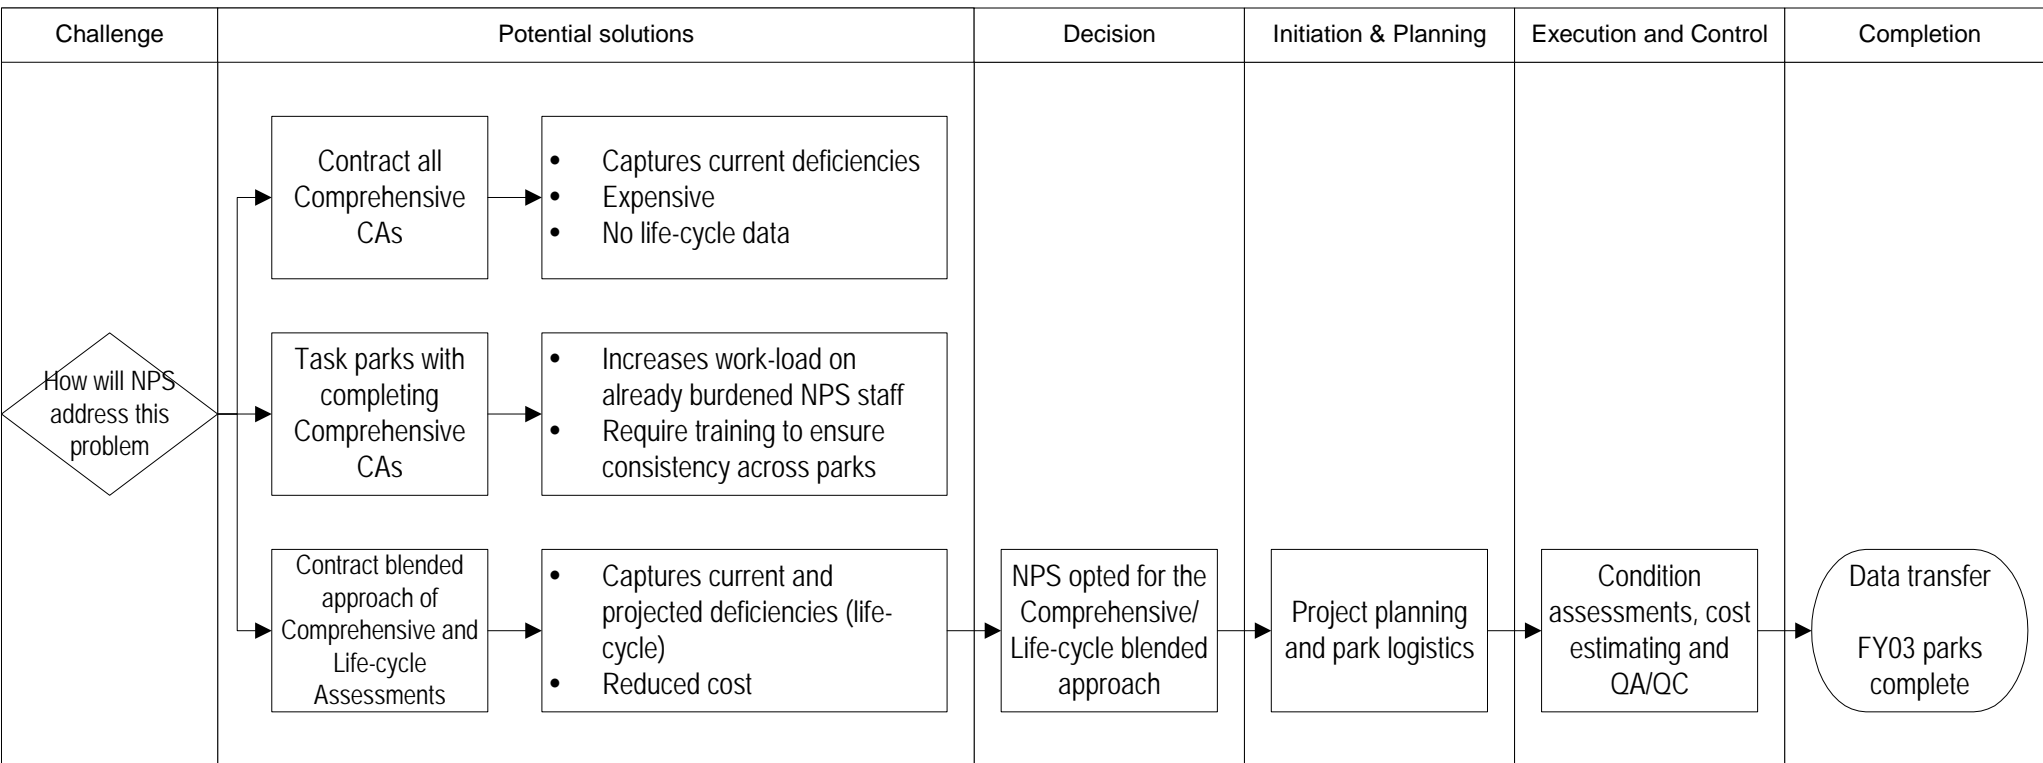 Challenge
Potential solutions
Decision
Initiation & Planning
Execution and Control
Completion
How will NPS
address this
problem
Contract all
Comprehensive
CAs
• Captures current deficiencies
• Expensive
• No life-cycle data
Task parks with
completing
Comprehensive
CAs
• Increases work-load on
already burdened NPS staff
• Require training to ensure
consistency across parks
Contract blended
approach of
Comprehensive and
Life-cycle
Assessments
• Captures current and
projected deficiencies (life-
cycle)
• Reduced cost
NPS opted for the
Comprehensive/
Life-cycle blended
approach
Project planning
and park logistics
Condition
assessments, cost
estimating and
QA/QC
Data transfer
FY03 parks
complete